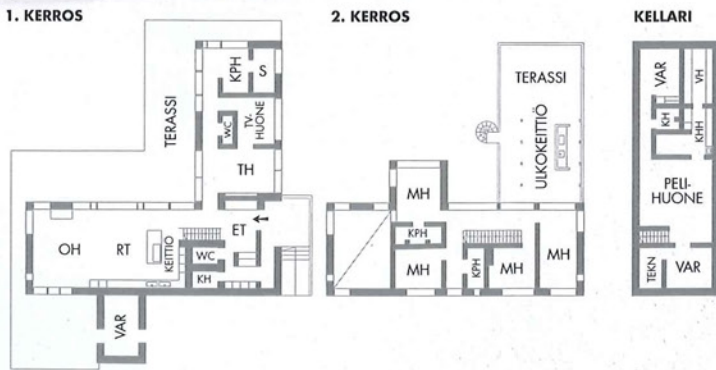 1. KERROS
KPH
S
TERASSI
WC
TV-
HUONE
TH
ET
OH
RT
KEITTIO
WC
KH
VAR
2. KERROS
TERASSI
ULKOKEITTIÖ
MH
KPH
MH
KPH
MH
MH
KELLARI
VAR
VH
KH
KHH
PELI-
HUONE
TEKN
VAR